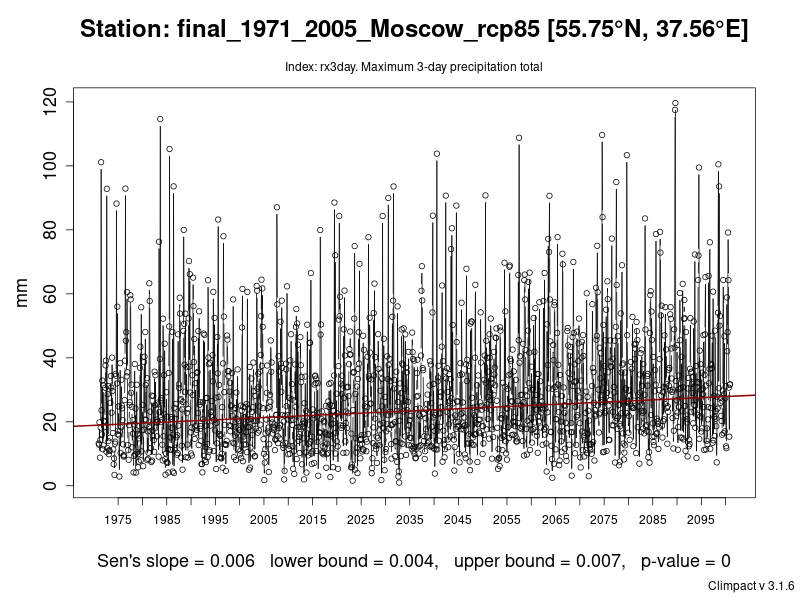 Station: final_1971_2005_Moscow_rcp85 [55.75°N, 37.56°E]
Index: rx3day. Maximum 3-day precipitation total
120
100
80
60
40
20
0
mm
1975 1985 1995 2005 2015 2025 2035 2045 2055 2065 2075 2085 2095
Sen's slope = 0.006 lower bound = 0.004, upper bound = 0.007, p-value = 0
Climpact v 3.1.6